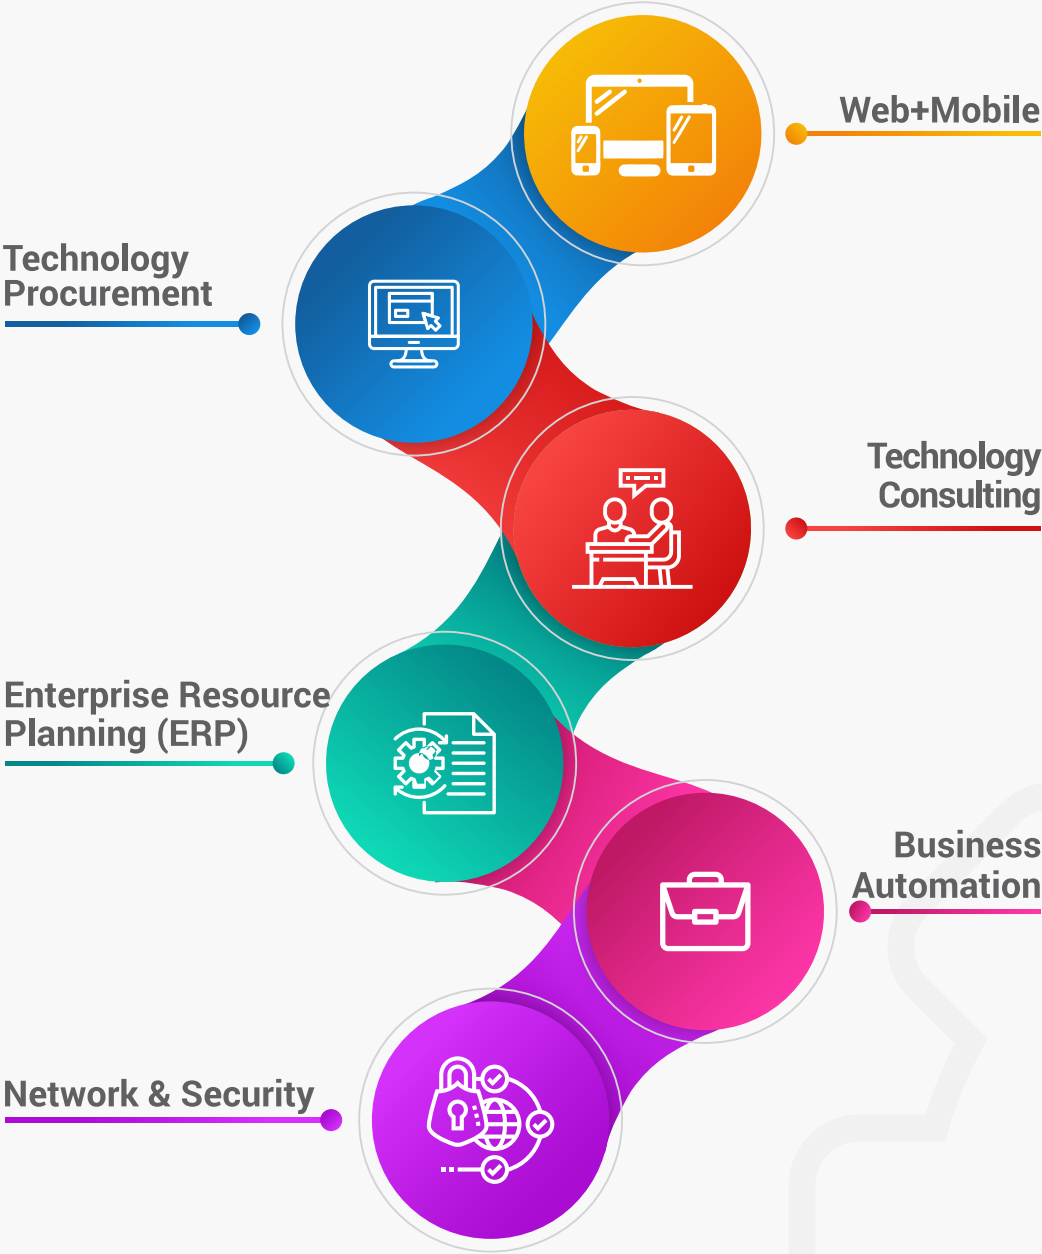 Web+Mobile
Technology
Procurement
Technology
Consulting
Enterprise Resource
Planning (ERP)
Business
Automation
Network & Security